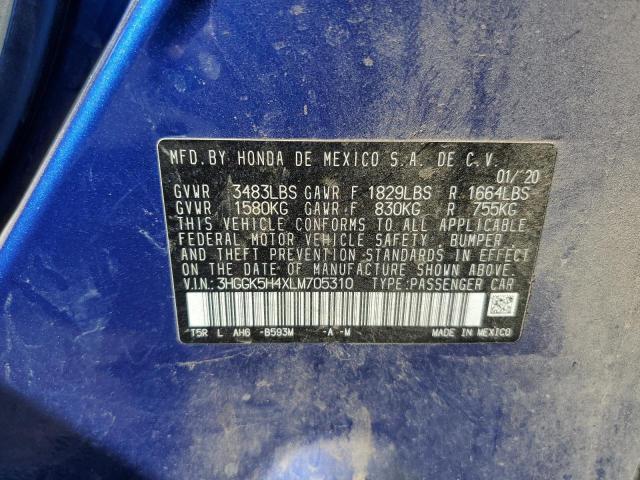 MFD.BY HONDA DE MEXICO S.A. DE C.V.
01/ 20
GVWR 3483LBS GAWR F 1829LBS R 1664LBS
GVWR 1580KG GAWR F 830KG R 755KG
THIS VEHICLE CONFORMS TO ALL APPLICABLE
FEDERAL MOTOR VEHICLE SAFETY BUMPER
AND THEFT PREVENTION STANDARDS IN EFFECT
ON THE DATE OF MANUFACTURE SHOWN ABOVE.
V.I.N.: 3HGGK5H4XLM705310 TYPE:PASSENGER CAR
T5R L AH6 -B593M -A -M MADE IN MEXICO